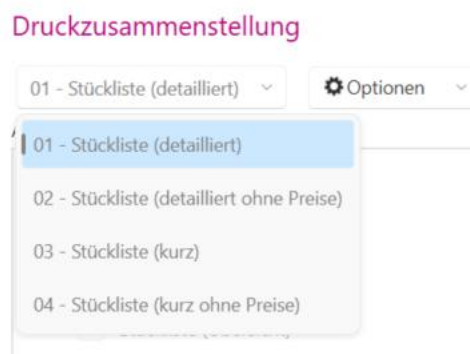 Druckzusammenstellung
01 - Stückliste (detailliert)
Optionen
01 - Stückliste (detailliert)
02 - Stückliste (detailliert ohne Preise)
03 - Stückliste (kurz)
04 - Stückliste (kurz ohne Preise)